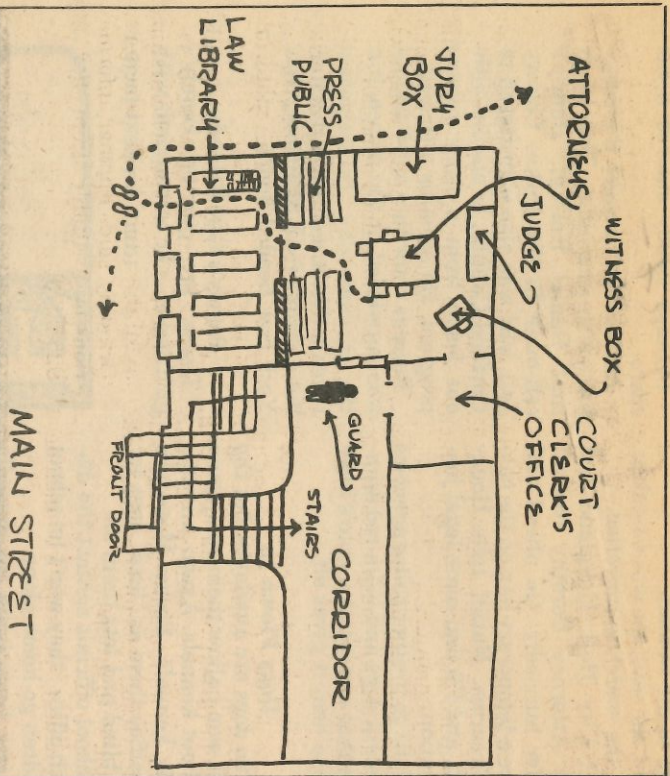 ATTORNEYS
WITNESS BOX
JUDGE
JURY
BOX
PRESS
PUBLIC
LAW
LIBRARY
COURT
CLERK'S
OFFICE
GUARD
STAIRS
CORRIDOR
FRONT DOOR
MAIN STREET